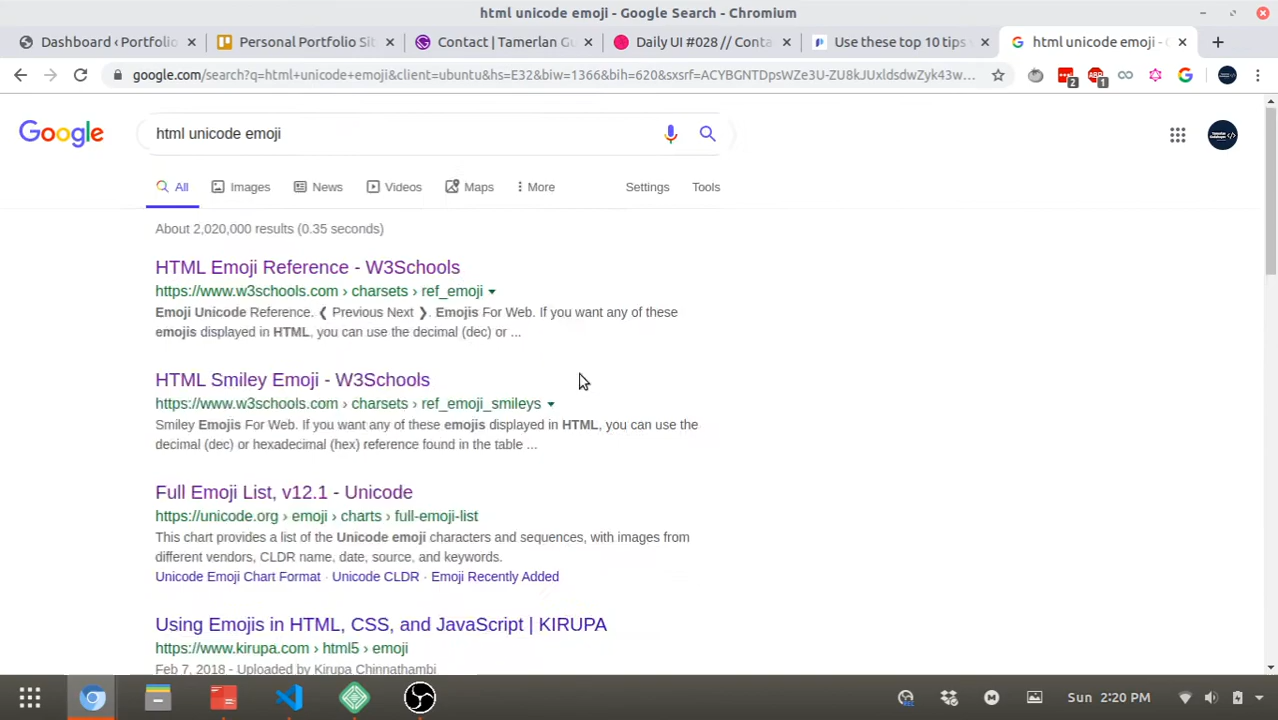 html unicode emoji - Google Search - Chromium
Dashboard ‹ Portfolio
Personal Portfolio Sit
Contact | Tamerlan Gu
Daily UI #028 // Conta
Use these top 10 tips
html unicode emoji - G
google.com/search?q=html+unicode+emoji&client=ubuntu&hs=E32&biw=1366&bih=620&sxsrf=ACYBGNTDpsWZe3U-ZU8kJUxldsdwZyk43w...
2
1
Google
html unicode emoji
All
Images
News
Videos
Maps
More
Settings
Tools
About 2,020,000 results (0.35 seconds)
HTML Emoji Reference - W3Schools
https://www.w3schools.com › charsets › ref_emoji
Emoji Unicode Reference. ❮ Previous Next ❯. Emojis For Web. If you want any of these
emojis displayed in HTML, you can use the decimal (dec) or ...
HTML Smiley Emoji - W3Schools
https://www.w3schools.com › charsets › ref_emoji_smileys
Smiley Emojis For Web. If you want any of these emojis displayed in HTML, you can use the
decimal (dec) or hexadecimal (hex) reference found in the table ...
Full Emoji List, v12.1 - Unicode
https://unicode.org › emoji › charts › full-emoji-list
This chart provides a list of the Unicode emoji characters and sequences, with images from
different vendors, CLDR name, date, source, and keywords.
Unicode Emoji Chart Format · Unicode CLDR · Emoji Recently Added
Using Emojis in HTML, CSS, and JavaScript | KIRUPA
https://www.kirupa.com › html5 › emoji
Feb 7, 2018 - Uploaded by Kirupa Chinnathambi
Sun 2:20 PM